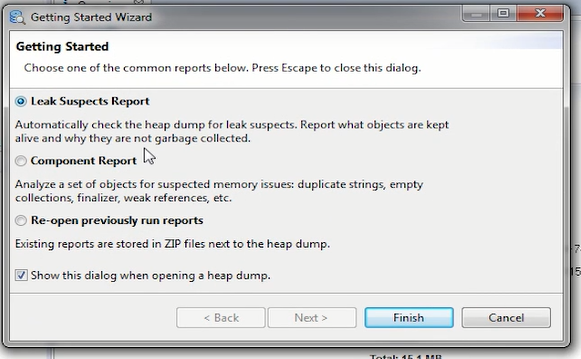 Getting Started Wizard
Getting Started
Choose one of the common reports below. Press Escape to close this dialog.
Leak Suspects Report
Automatically check the heap dump for leak suspects. Report what objects are kept
alive and why they are not garbage collected.
Component Report
Analyze a set of objects for suspected memory issues: duplicate strings, empty
collections, finalizer, weak references, etc.
Re-open previously run reports
Existing reports are stored in ZIP files next to the heap dump.
Show this dialog when opening a heap dump.
< Back
Next >
Finish
Cancel
Total: 15.1 MB